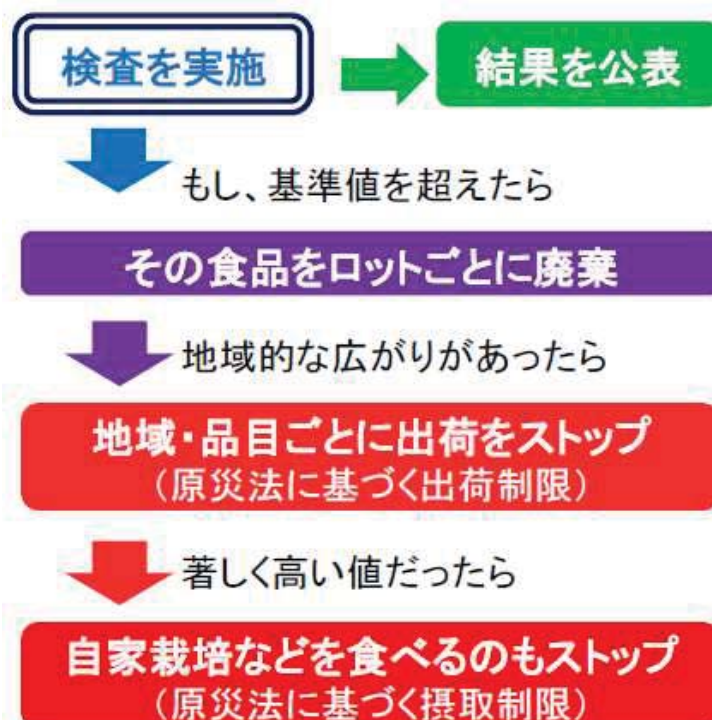 検査を実施
結果を公表
もし、基準値を超えたら
その食品をロットごとに廃棄
地域的な広がりがあったら
地域・品目ごとに出荷をストップ
（原災法に基づく出荷制限）
著しく高い値だったら
自家栽培などを食べるのもストップ
（原災法に基づく摂取制限）